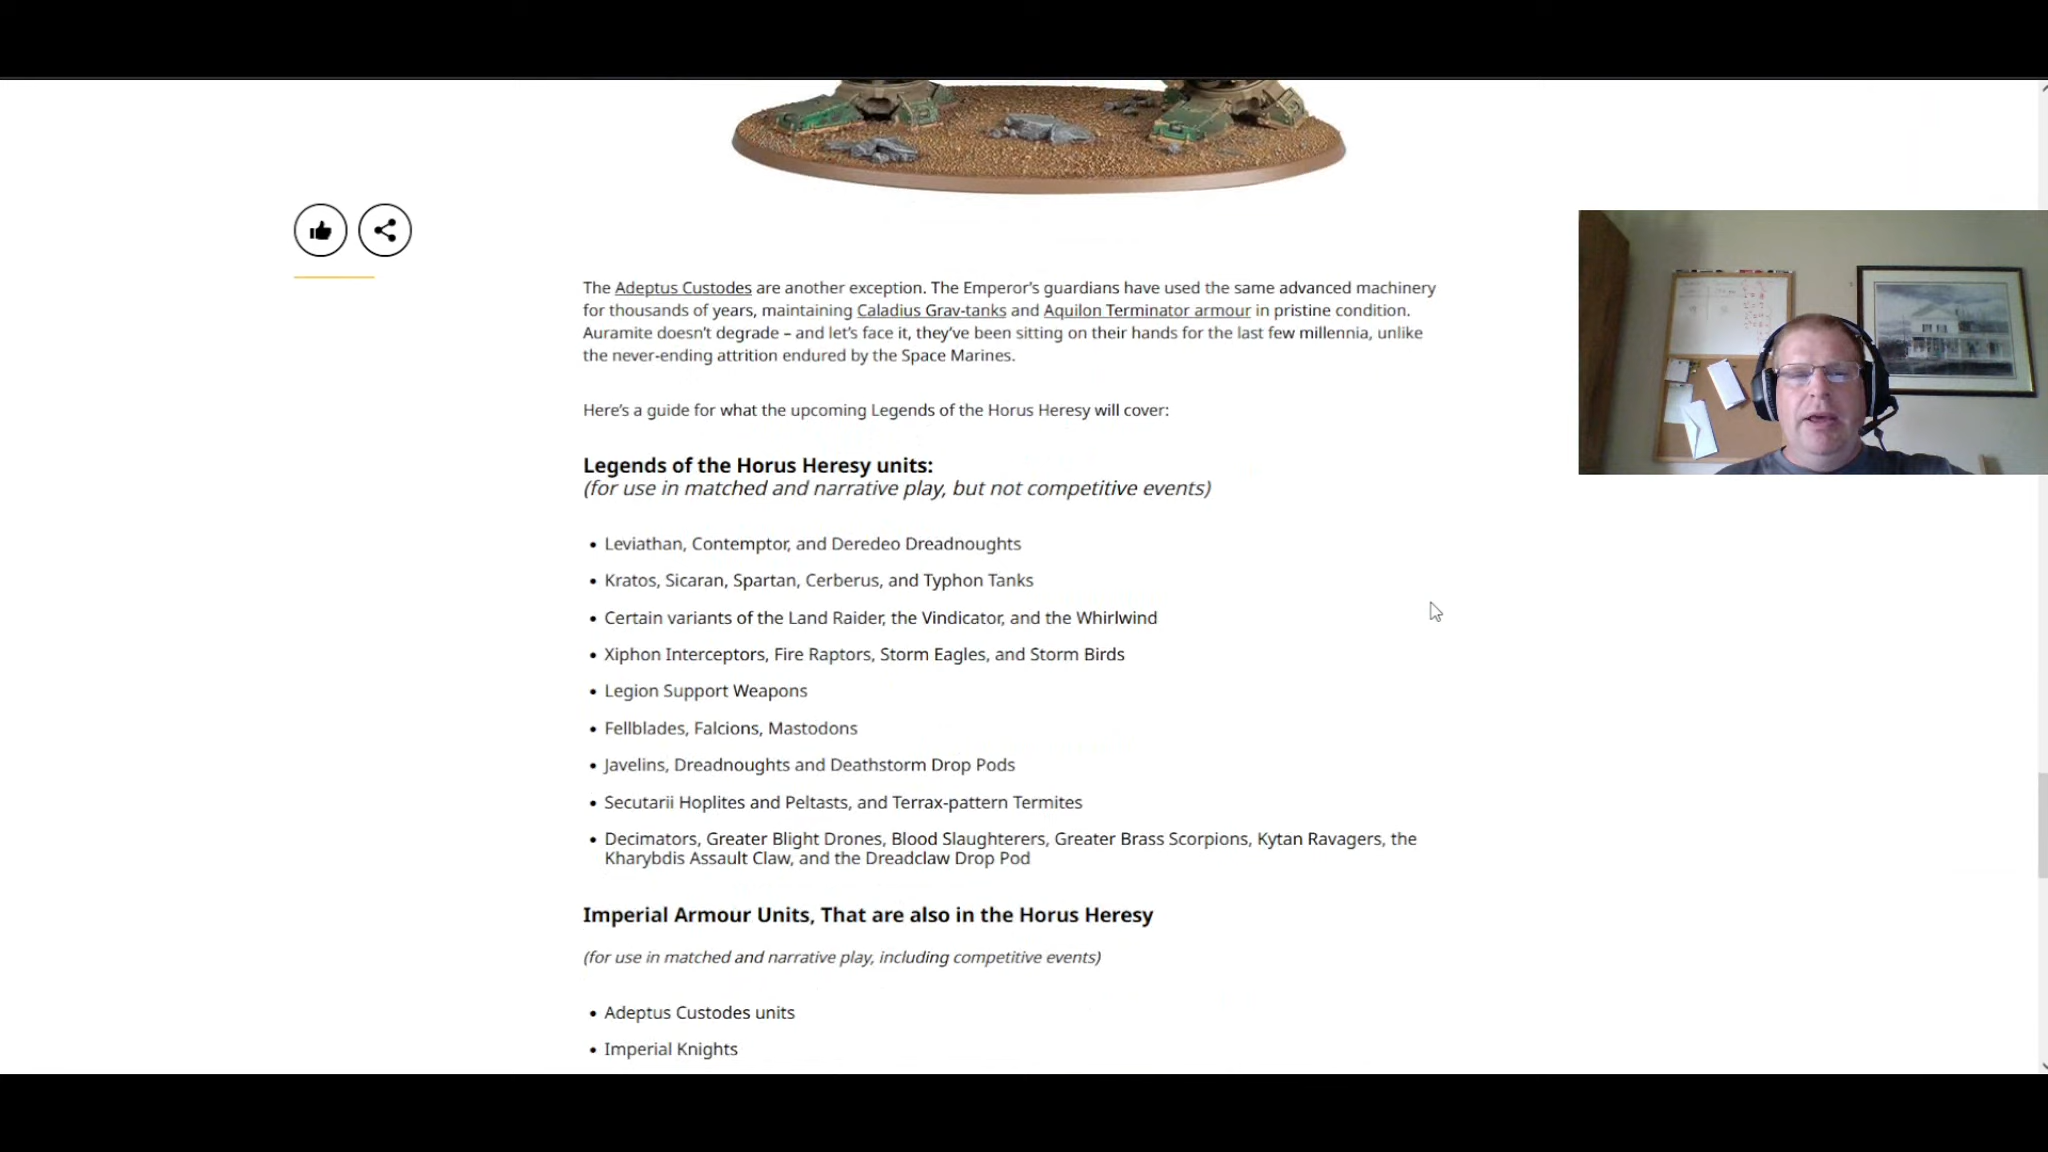 The Adeptus Custodes are another exception. The Emperor’s guardians have used the same advanced machinery
for thousands of years, maintaining Caladius Grav-tanks and Aquilon Terminator armour in pristine condition.
Auramite doesn’t degrade – and let’s face it, they’ve been sitting on their hands for the last few millennia, unlike
the never-ending attrition endured by the Space Marines.
Here’s a guide for what the upcoming Legends of the Horus Heresy will cover:
Legends of the Horus Heresy units:
(for use in matched and narrative play, but not competitive events)
• Leviathan, Contemptor, and Deredeo Dreadnoughts
• Kratos, Sicaran, Spartan, Cerberus, and Typhon Tanks
• Certain variants of the Land Raider, the Vindicator, and the Whirlwind
• Xiphon Interceptors, Fire Raptors, Storm Eagles, and Storm Birds
• Legion Support Weapons
• Fellblades, Falcions, Mastodons
• Javelins, Dreadnoughts and Deathstorm Drop Pods
• Secutarii Hoplites and Peltasts, and Terrax-pattern Termites
• Decimators, Greater Blight Drones, Blood Slaughterers, Greater Brass Scorpions, Kytan Ravagers, the
Kharybdis Assault Claw, and the Dreadclaw Drop Pod
Imperial Armour Units, That are also in the Horus Heresy
(for use in matched and narrative play, including competitive events)
• Adeptus Custodes units
• Imperial Knights